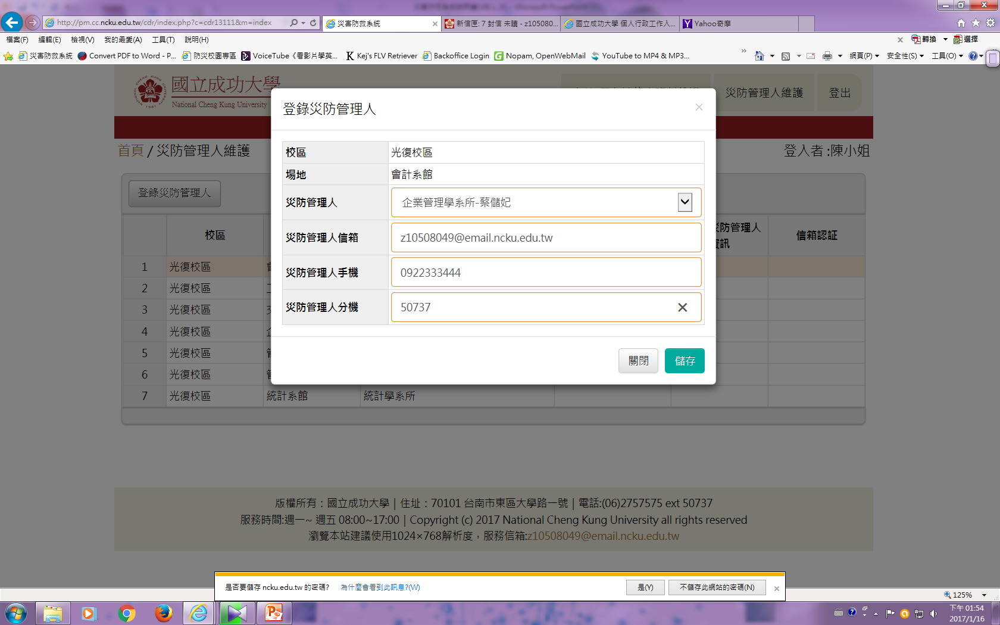 http://pm.cc.ncku.edu.tw/cdr/index.php?c=cdr13111&m=index
災害防救系統
新信匣: 7 封信 未讀 - z105080...
國立成功大學 個人行政工作入...
Yahoo奇摩
檔案(F) 編輯(E) 檢視(V) 我的最愛(A) 工具(T) 說明(H)
轉換 選擇
災害防救系統 Convert PDF to Word - P... 防災校園專區 VoiceTube《看影片學英... Kej's FLV Retriever Backoffice Login Nopam, OpenWebMail YouTube to MP4 & MP3...
網頁(P) 安全性(S) 工具(O)
國立成功大學
National Cheng Kung University
災防管理人維護 登出
首頁 / 災防管理人維護
登入者 :陳小姐
登錄災防管理人
校區
災防管理人
資訊
信箱認証
1 光復校區
2 光復校區
3 光復校區
4 光復校區
5 光復校區
6 光復校區
7 光復校區 統計系館 統計學系所
登錄災防管理人
×
校區 光復校區
場地 會計系館
災防管理人 企業管理學系所-蔡儲妃
災防管理人信箱 z10508049@email.ncku.edu.tw
災防管理人手機 0922333444
災防管理人分機 50737
關閉 儲存
版權所有：國立成功大學 | 住址：70101 台南市東區大學路一號 | 電話:(06)2757575 ext 50737
服務時間:週一~ 週五 08:00~17:00 | Copyright (c) 2017 National Cheng Kung University all rights reserved
瀏覽本站建議使用1024×768解析度，服務信箱:z10508049@email.ncku.edu.tw
是否要儲存 ncku.edu.tw 的密碼? 為什麼會看到此訊息?(W) 是(Y) 不儲存此網站的密碼(N)
125%
下午 01:54
2017/1/16